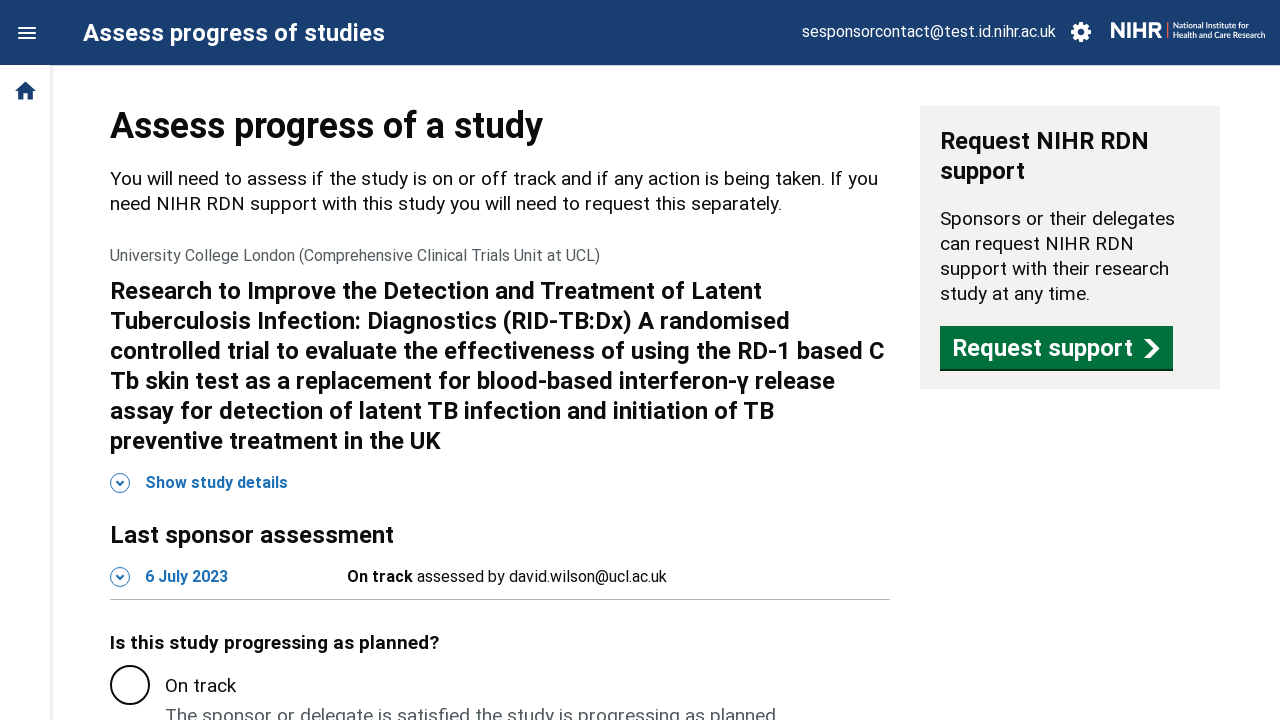 Assess progress of studies
sesponsorcontact@test.id.nihr.ac.uk
NIHR
National Institute for
Health and Care Research
Assess progress of a study
You will need to assess if the study is on or off track and if any action is being taken. If you
need NIHR RDN support with this study you will need to request this separately.
University College London (Comprehensive Clinical Trials Unit at UCL)
Research to Improve the Detection and Treatment of Latent
Tuberculosis Infection: Diagnostics (RID-TB:Dx) A randomised
controlled trial to evaluate the effectiveness of using the RD-1 based C
Tb skin test as a replacement for blood-based interferon-γ release
assay for detection of latent TB infection and initiation of TB
preventive treatment in the UK
Show study details
Last sponsor assessment
6 July 2023 On track assessed by david.wilson@ucl.ac.uk
Is this study progressing as planned?
On track
The sponsor or delegate is satisfied the study is progressing as planned
Request NIHR RDN
support
Sponsors or their delegates
can request NIHR RDN
support with their research
study at any time.
Request support